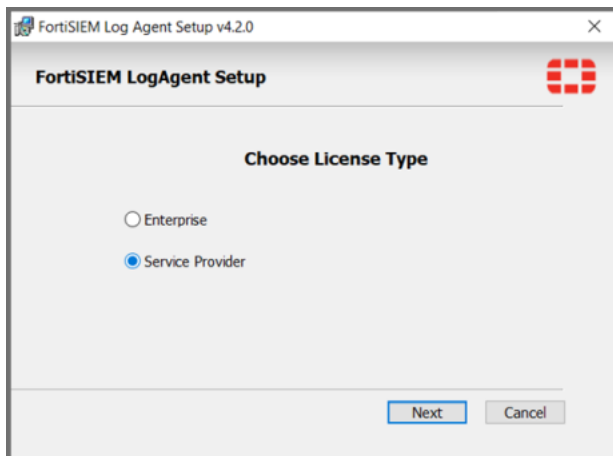 FortiSIEM Log Agent Setup v4.2.0
FortiSIEM LogAgent Setup
Choose License Type
Enterprise
Service Provider
Next Cancel